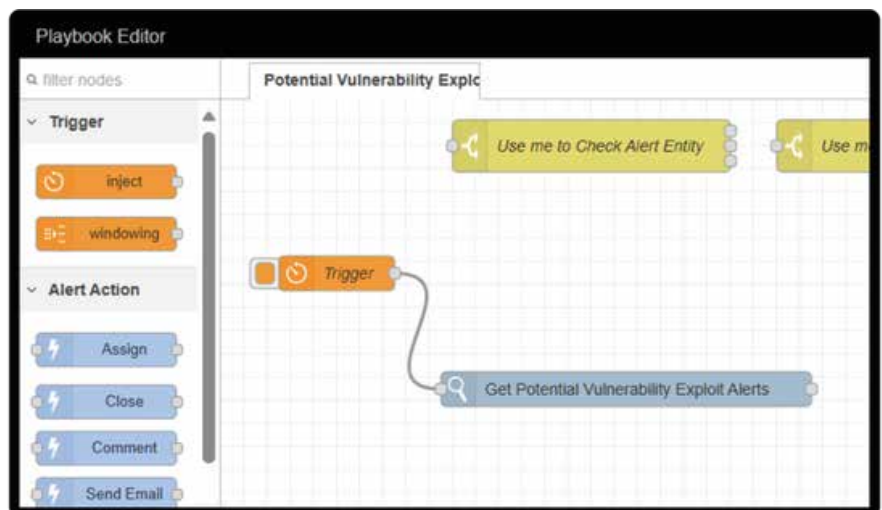 Playbook Editor
filter nodes
Potential Vulnerability Explo
Trigger
Use me to Check Alert Entity
Use m
inject
windowing
Trigger
Alert Action
Assign
Get Potential Vulnerability Exploit Alerts
Close
Comment
Send Email